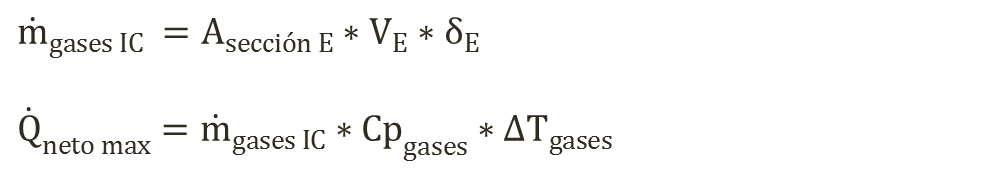 ṁgases IC = Asección E * VE * δE
Q̇neto max = ṁgases IC * Cpgases * ΔTgases